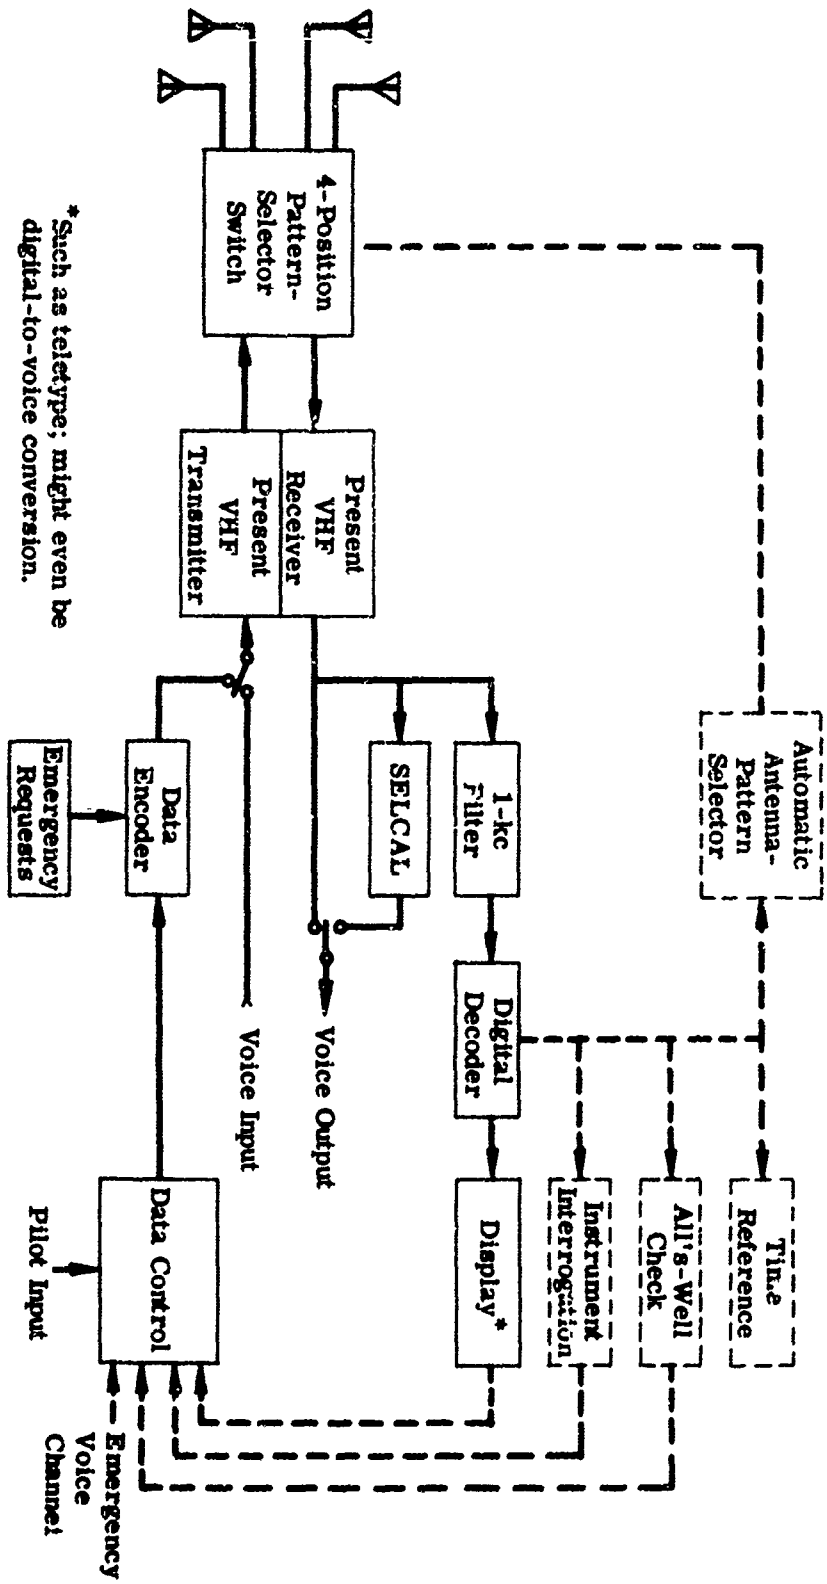 Automatic
Antenna-
Pattern
Selector
Time
Reference
All's-Well
Check
Instrument
Interrogation
1-kc
Filter
Digital
Decoder
Display*
SELCAL
4-Position
Pattern-
Selector
Switch
Present
VHF
Receiver
Present
VHF
Transmitter
Voice Output
Voice Input
Data
Encoder
Data Control
Emergency
Requests
Pilot Input
Emergency
Voice
Channel
*Such as teletype; might even be
digital-to-voice conversion.